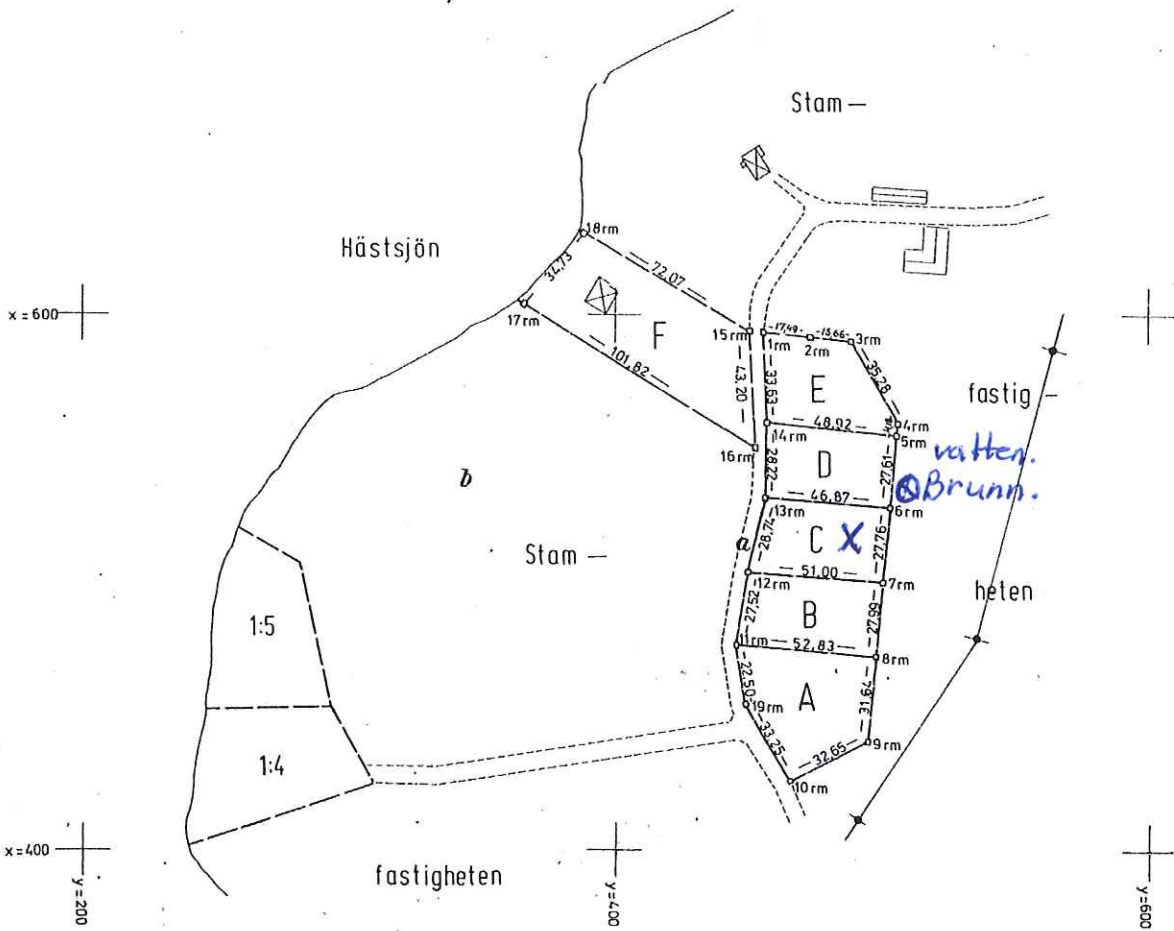 Stam —
Hästsjön
18rm
34,73
72,07
x = 600
17rm
F
15rm
1rm
17,49
13,66
2rm
3rm
101,82
43,20
33,63
E
35,28
fastig —
48,92
4rm
14rm
5rm
16rm
vatten.
D
28,22
27,61
Brunn.
b
46,87
6rm
13rm
Stam —
a
28,74
C X
27,76
51,00
12rm
7rm
heten
1:5
27,52
B
27,99
11rm
52,83
8rm
22,50
A
31,64
19rm
33,25
32,65
9rm
1:4
10rm
x = 400
fastigheten
y=200
y=400
y=600